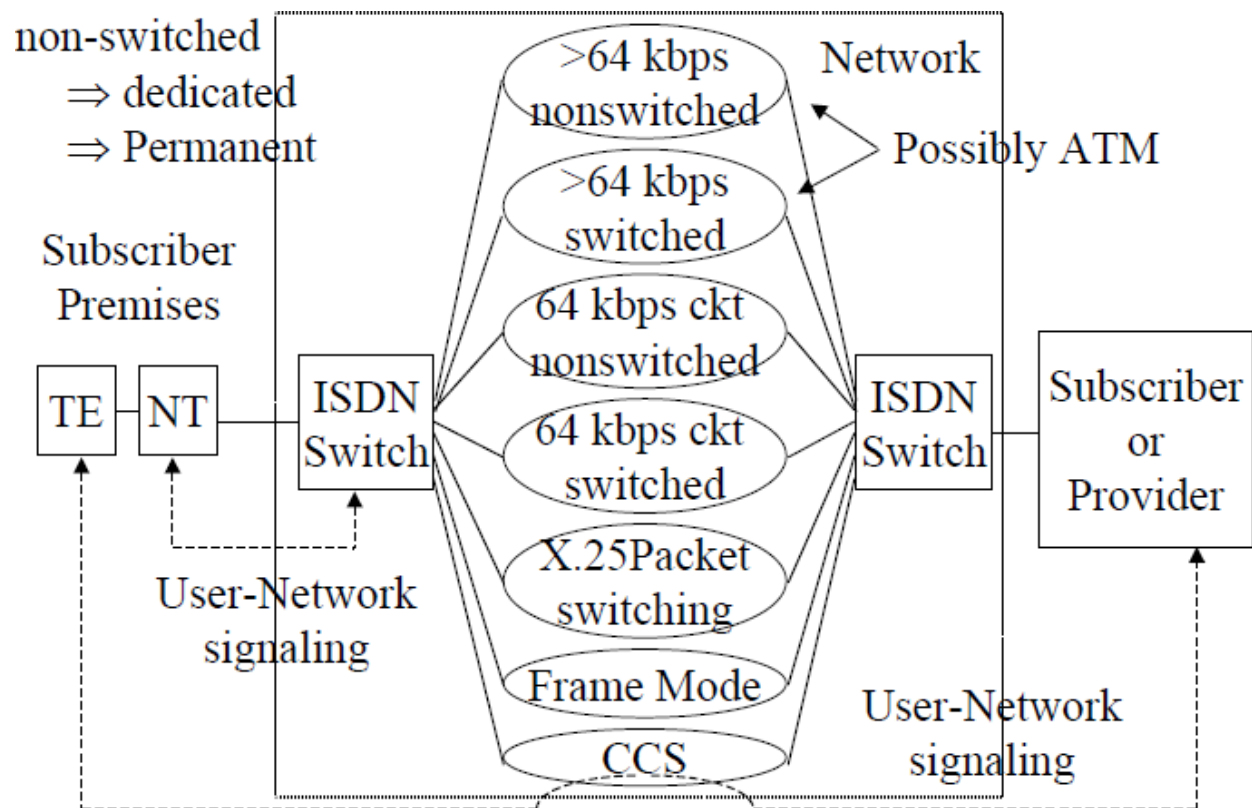 non-switched
⇒ dedicated
⇒ Permanent
>64 kbps
nonswitched
Network
Possibly ATM
>64 kbps
switched
Subscriber
Premises
64 kbps ckt
nonswitched
TE
NT
ISDN
Switch
64 kbps ckt
switched
ISDN
Switch
Subscriber
or
Provider
X.25Packet
switching
User-Network
signaling
Frame Mode
User-Network
signaling
CCS